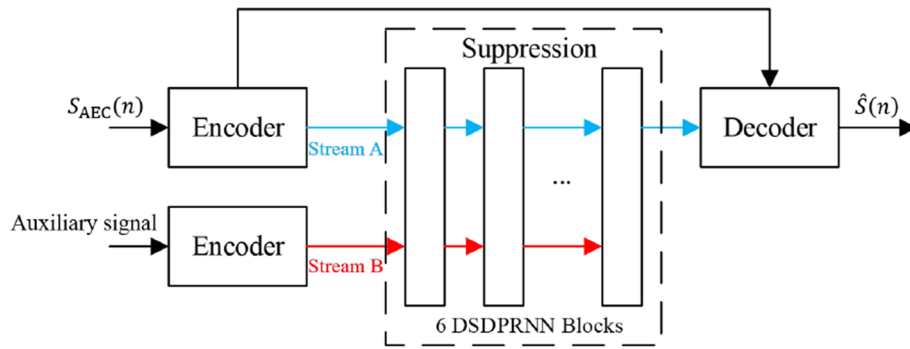 Suppression
S_AEC(n)
Encoder
Stream A
...
Decoder
Ŝ(n)
Auxiliary signal
Encoder
Stream B
6 DSDPRNN Blocks